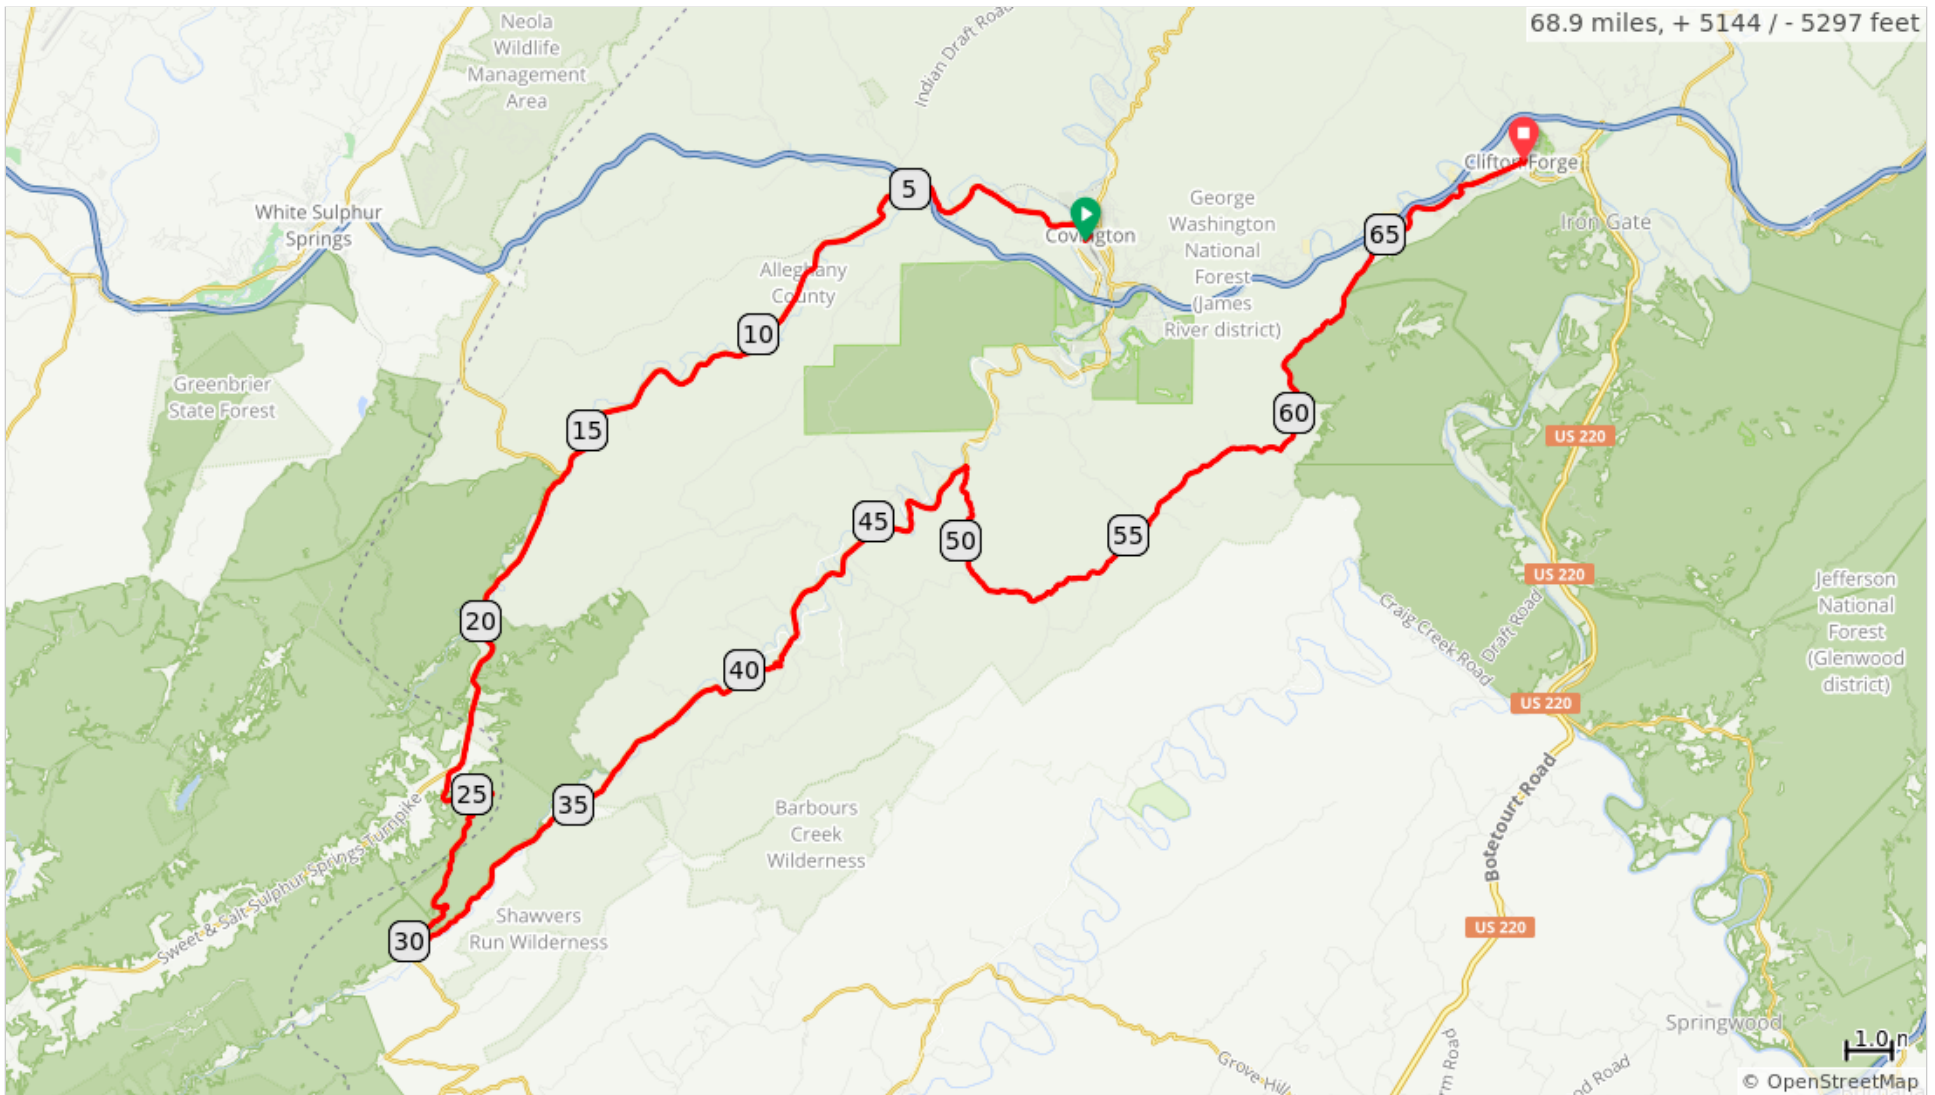 68.9 miles, + 5144 / - 5297 feet
Neola
Wildlife
Management
Area
Indian Draft Road
Clifton Forge
5
White Sulphur
Springs
George
Washington
National
Forest
(James
River district)
Covington
Iron Gate
65
Alleghany
County
10
Greenbrier
State Forest
60
15
US 220
45
50
55
US 220
Jefferson
National
Forest
(Glenwood
district)
Craig Creek Road
Draft Road
20
40
US 220
25
35
Sweet & Salt Sulphur Springs Turnpike
Barbours
Creek
Wilderness
Botetourt Road
Shawvers
Run Wilderness
30
US 220
Springwood
1.0 n
Grove Hill
rm Road
od Road
© OpenStreetMap